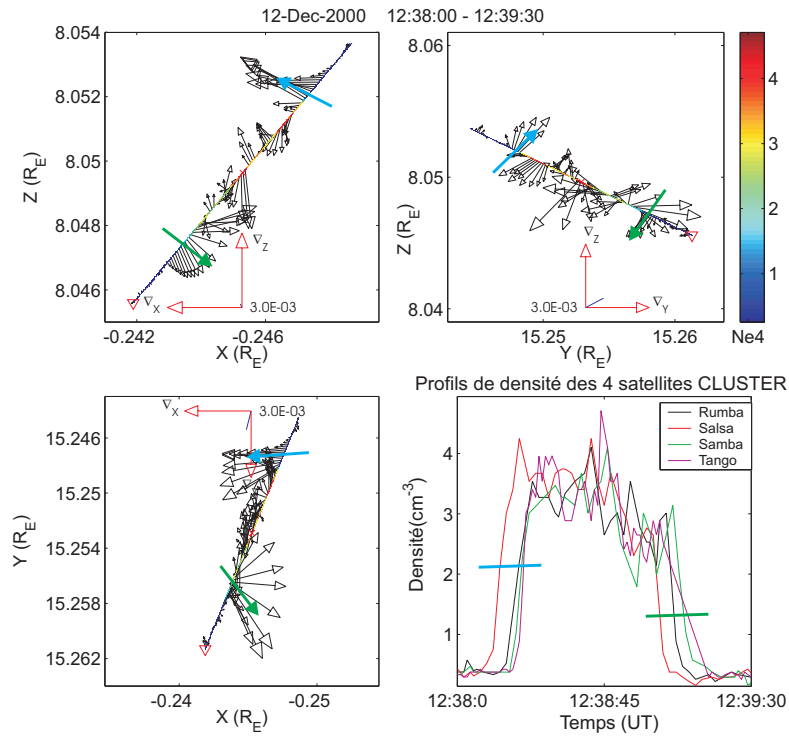 12-Dec-2000 12:38:00 - 12:39:30
8.054
8.052
8.05
8.048
8.046
Z (R_E)
∇_Z
∇_X
3.0E-03
-0.242
-0.246
X (R_E)
8.06
8.05
8.04
Z (R_E)
∇_Z
3.0E-03
∇_Y
15.25
15.26
Y (R_E)
4
3
2
1
Ne4
∇_X
3.0E-03
15.246
15.25
15.254
15.258
15.262
Y (R_E)
-0.24
-0.25
X (R_E)
Profils de densité des 4 satellites CLUSTER
Rumba
Salsa
Samba
Tango
4
3
2
1
Densité(cm⁻³)
12:38:0
12:38:45
12:39:30
Temps (UT)